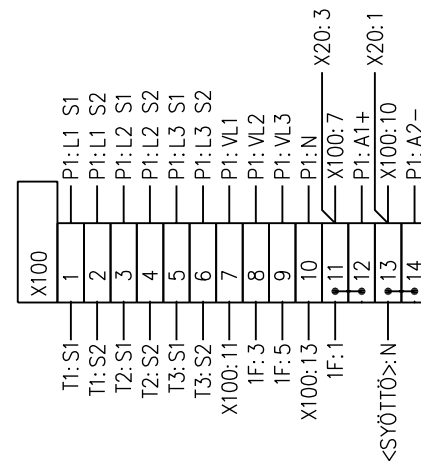 X100
T1:S1 1 P1:L1 S1
T1:S2 2 P1:L1 S2
T2:S1 3 P1:L2 S1
T2:S2 4 P1:L2 S2
T3:S1 5 P1:L3 S1
T3:S2 6 P1:L3 S2
X100:11 7 P1:VL1
1F:3 8 P1:VL2
1F:5 9 P1:VL3
X100:13 10 P1:N
1F:1 11 X100:7 X20:3
12 P1:A1+
<SYÖTTÖ>:N 13 X100:10 X20:1
14 P1:A2-